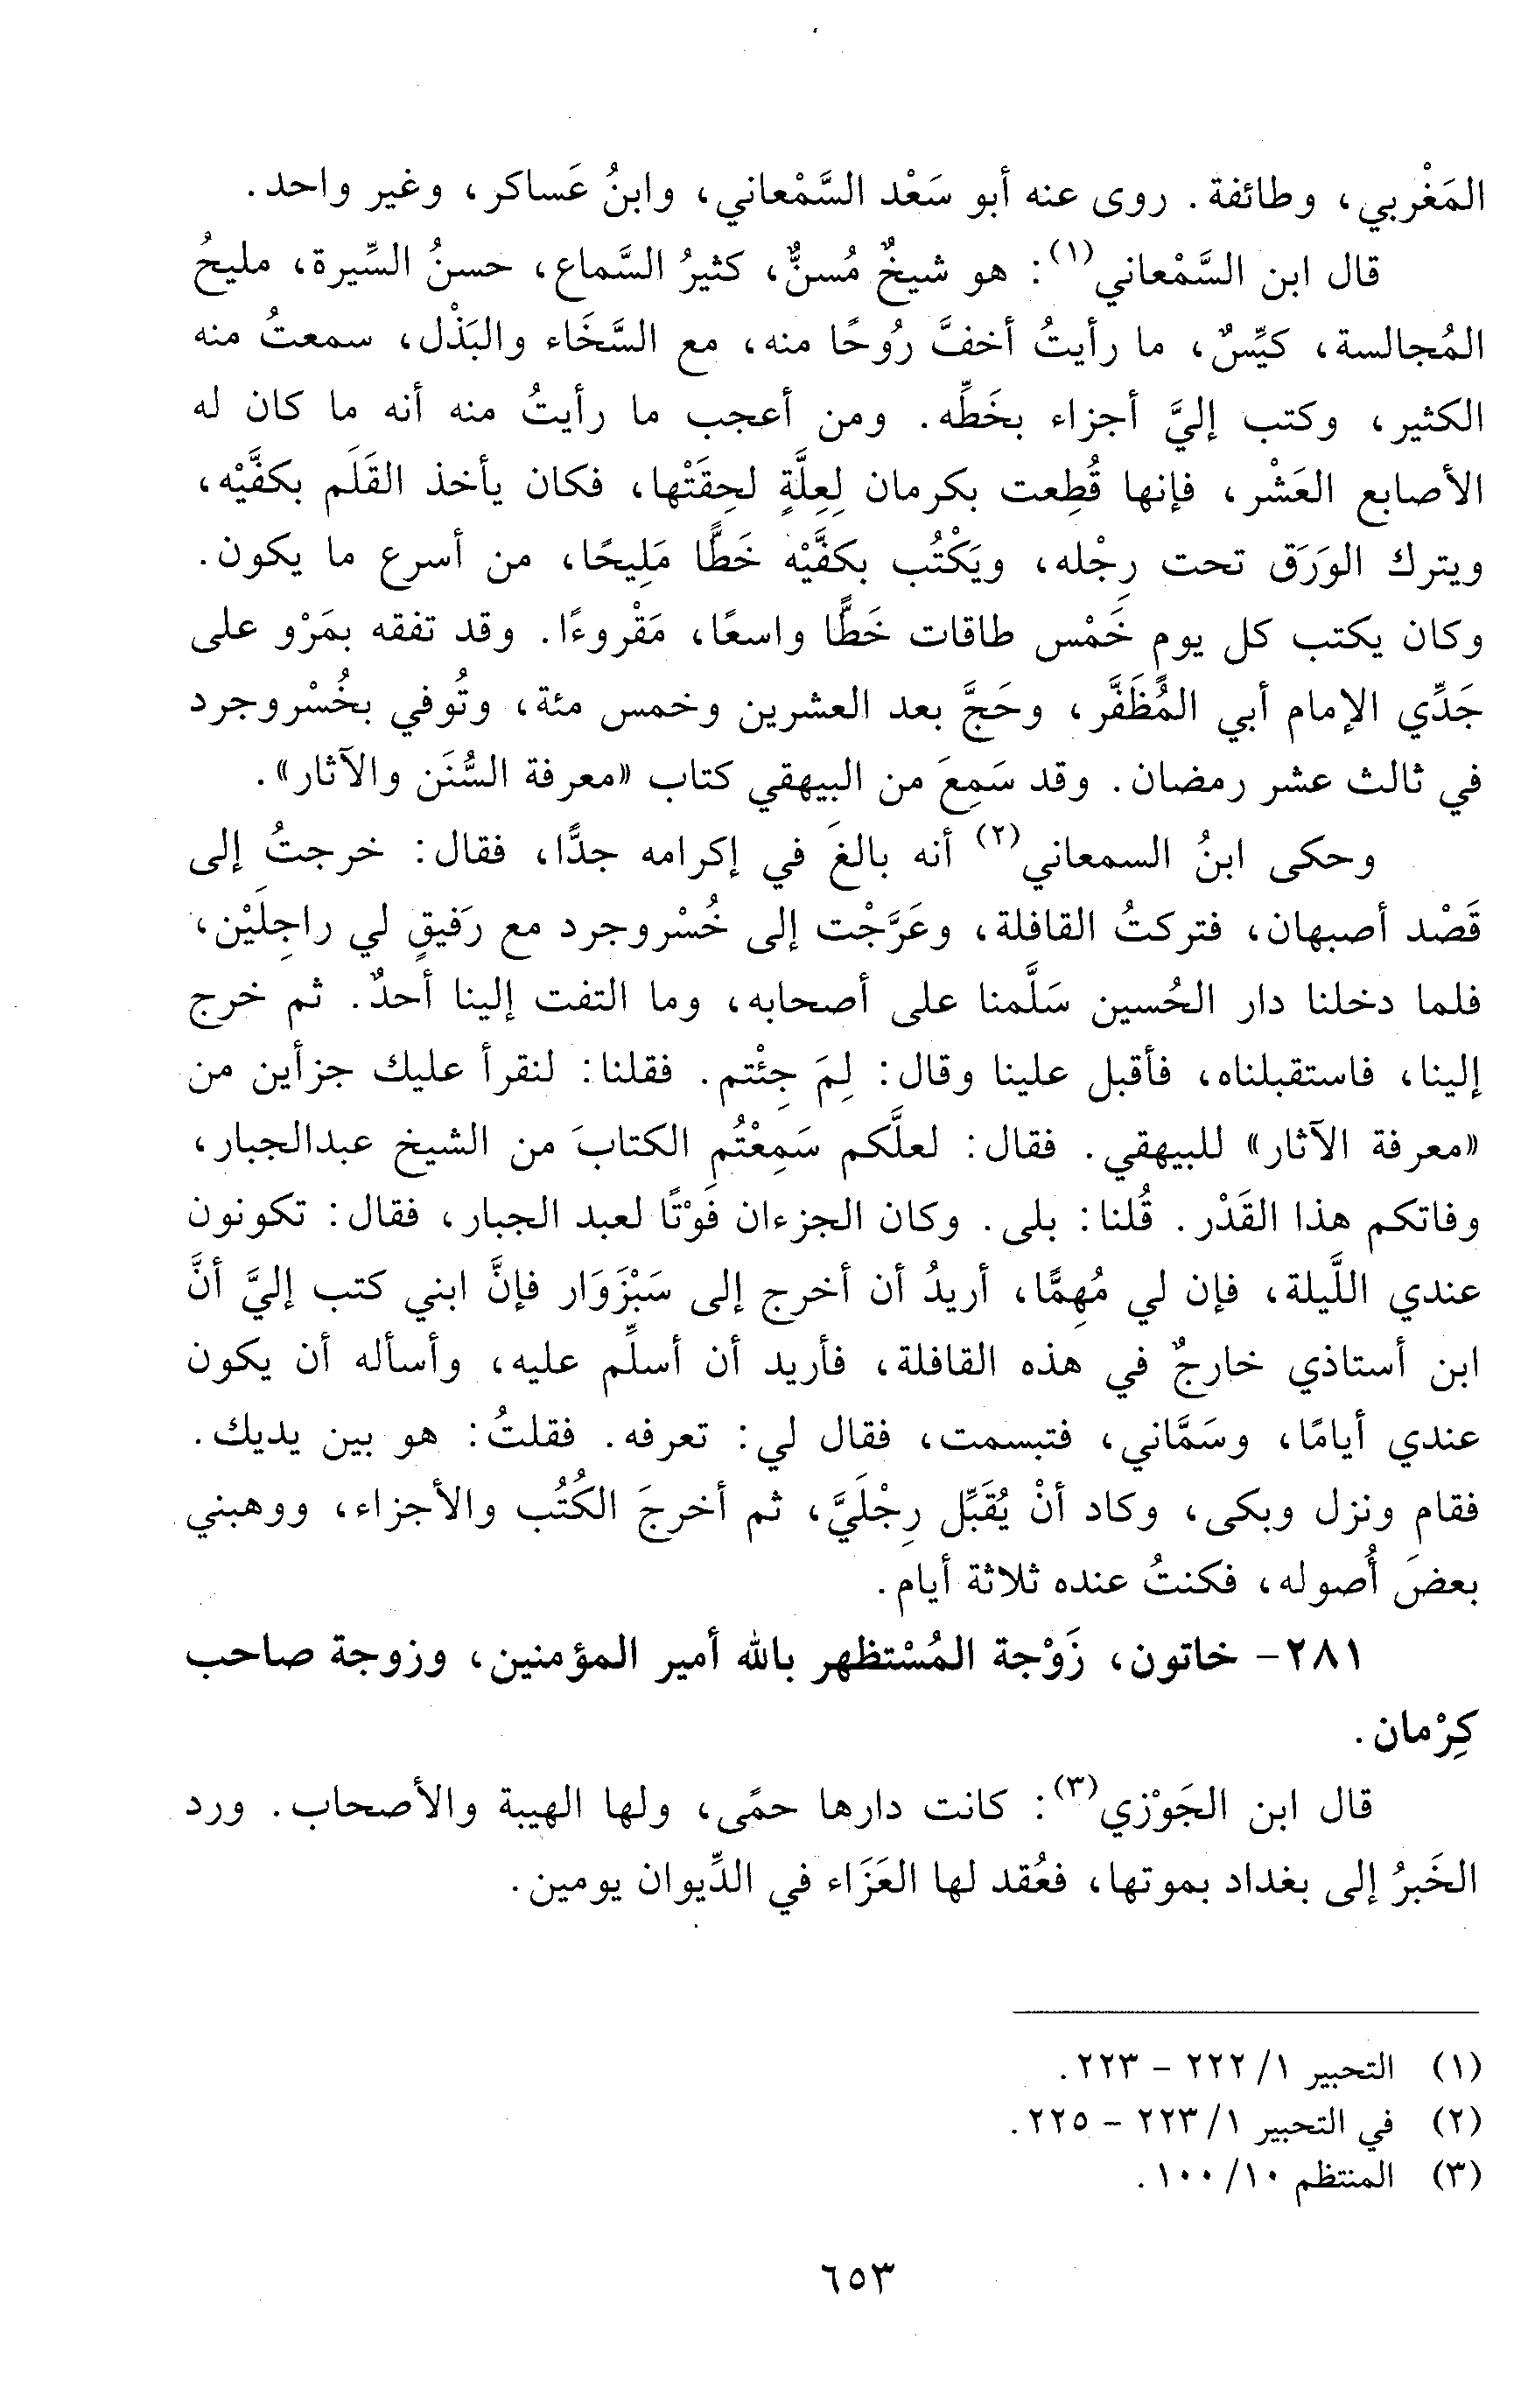 المَغْربي، وطائفة. روى عنه أبو سَعْد السَّمْعاني، وابنُ عَساكر، وغير واحد.
قال ابن السَّمْعاني(١): هو شيخٌ مُسنٌّ، كثيرُ السَّماع، حسنُ السِّيرة، مليحُ
المُجالسة، كيِّسٌ، ما رأيتُ أخفَّ رُوحًا منه، مع السَّخَاء والبَذْل، سمعتُ منه
الكثير، وكتب إليَّ أجزاء بخَطِّه. ومن أعجب ما رأيتُ منه أنه ما كان له
الأصابع العَشْر، فإنها قُطِعت بكرمان لِعِلَّةٍ لحِقَتْها، فكان يأخذ القَلَم بكفَّيْه،
ويترك الوَرَق تحت رِجْله، ويَكْتُب بكفَّيْه خَطًّا مَلِيحًا، من أسرع ما يكون.
وكان يكتب كل يومٍ خَمْس طاقات خَطًّا واسعًا، مَقْروءًا. وقد تفقه بمَرْو على
جَدِّي الإمام أبي المُظَفَّر، وحَجَّ بعد العشرين وخمس مئة، وتُوفي بخُسْروجرد
في ثالث عشر رمضان. وقد سَمِعَ من البيهقي كتاب «معرفة السُّنَن والآثار».
وحكى ابنُ السمعاني(٢) أنه بالغَ في إكرامه جدًّا، فقال: خرجتُ إلى
قَصْد أصبهان، فتركتُ القافلة، وعَرَّجْت إلى خُسْروجرد مع رَفيقٍ لي راجِلَيْن،
فلما دخلنا دار الحُسين سَلَّمنا على أصحابه، وما التفت إلينا أحدٌ. ثم خرج
إلينا، فاستقبلناه، فأقبل علينا وقال: لِمَ جِئْتم. فقلنا: لنقرأ عليك جزأين من
«معرفة الآثار» للبيهقي. فقال: لعلَّكم سَمِعْتُم الكتابَ من الشيخ عبدالجبار،
وفاتكم هذا القَدْر. قُلنا: بلى. وكان الجزءان فَوْتًا لعبد الجبار، فقال: تكونون
عندي اللَّيلة، فإن لي مُهِمًّا، أريدُ أن أخرج إلى سَبْزَوَار فإنَّ ابني كتب إليَّ أنَّ
ابن أستاذي خارجٌ في هذه القافلة، فأريد أن أسلِّم عليه، وأسأله أن يكون
عندي أيامًا، وسَمَّاني، فتبسمت، فقال لي: تعرفه. فقلتُ: هو بين يديك.
فقام ونزل وبكى، وكاد أنْ يُقَبِّل رِجْلَيَّ، ثم أخرجَ الكُتُب والأجزاء، ووهبني
بعضَ أُصوله، فكنتُ عنده ثلاثة أيام.
٢٨١- خاتون، زَوْجة المُسْتظهر بالله أمير المؤمنين، وزوجة صاحب
كِرْمان.
قال ابن الجَوْزي(٣): كانت دارها حمًى، ولها الهيبة والأصحاب. ورد
الخَبرُ إلى بغداد بموتها، فعُقد لها العَزَاء في الدِّيوان يومين.
(١) التحبير ١/ ٢٢٢ - ٢٢٣.
(٢) في التحبير ١/ ٢٢٣ - ٢٢٥.
(٣) المنتظم ١٠/ ١٠٠.
٦٥٣